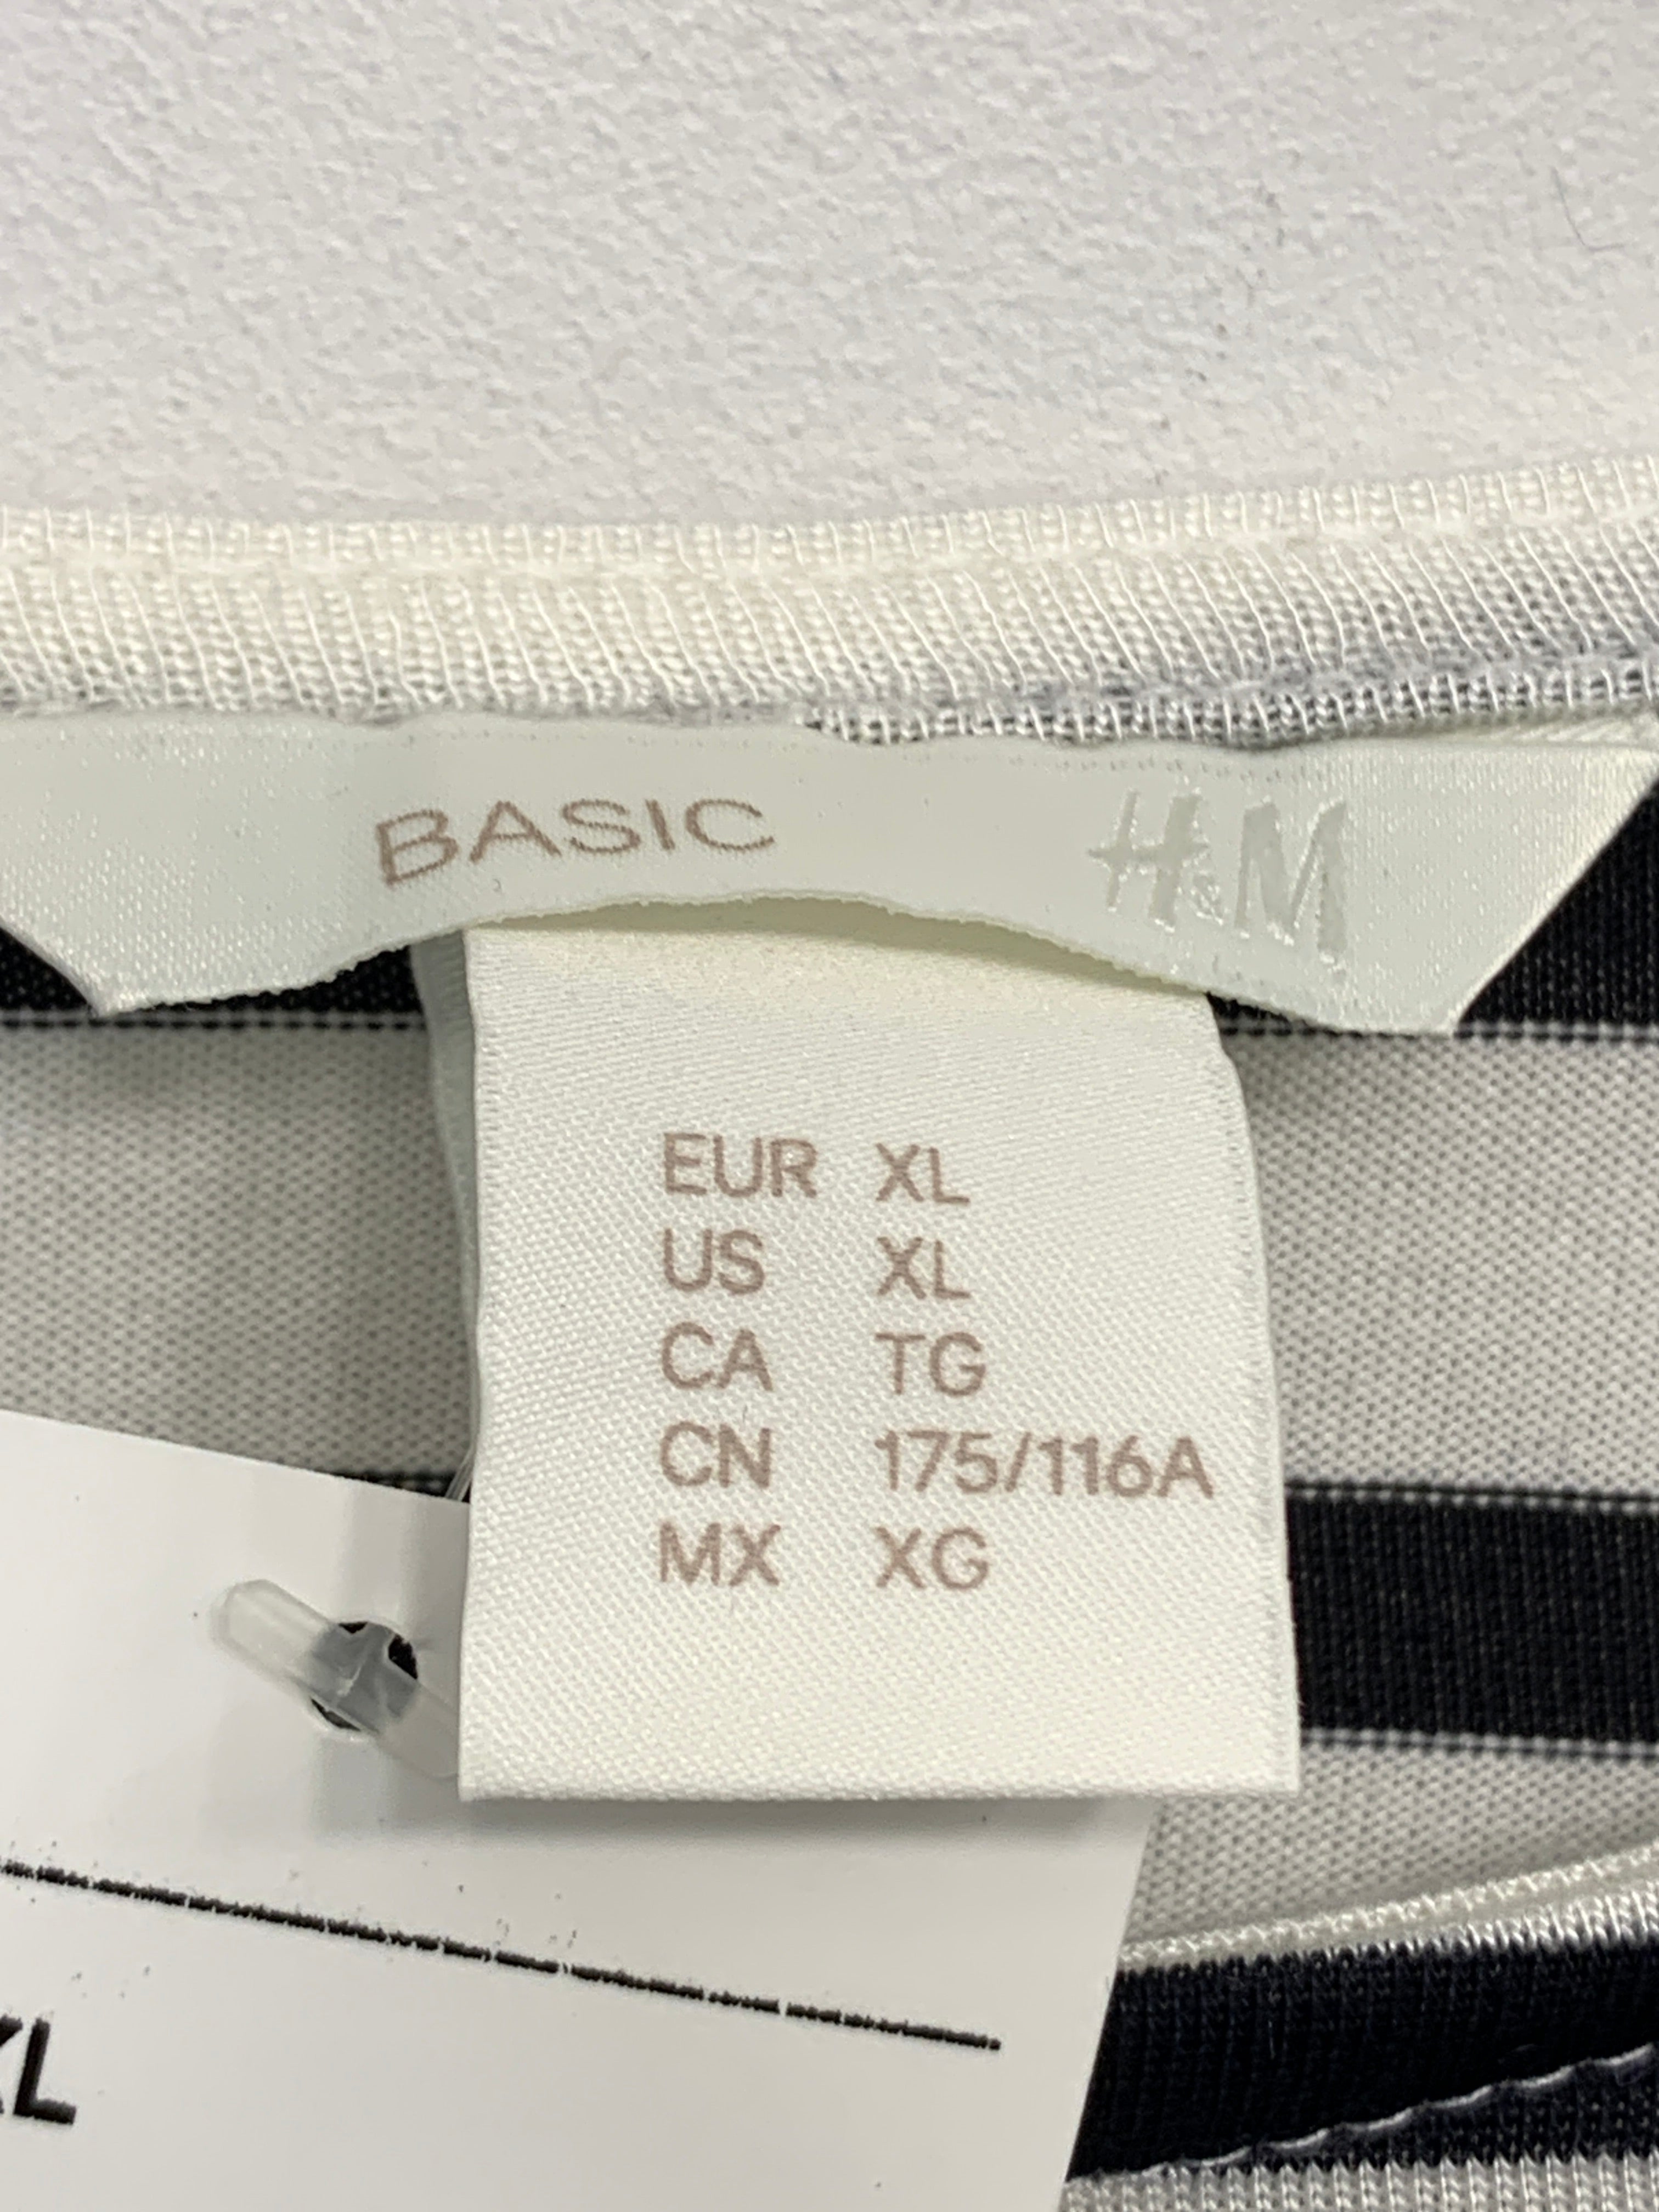 BASIC H&M
EUR XL
US XL
CA TG
CN 175/116A
MX XG
XL